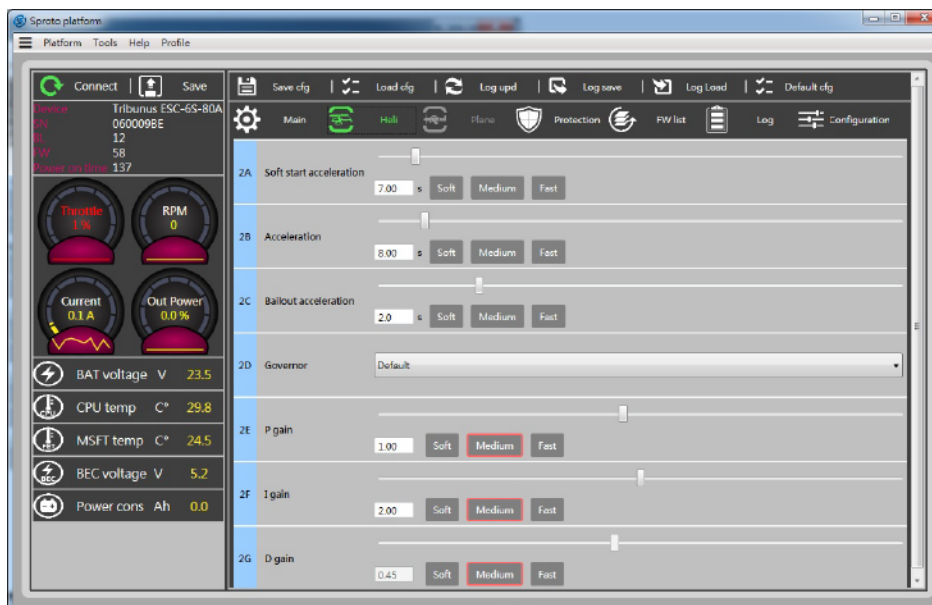 Sproto platform
Platform Tools Help Profile
Connect | Save
Save cfg | Load cfg | Log upd | Log save | Log Load | Default cfg
Device Tribunus ESC-6S-80A
SN 060009BE
12
FW 58
Power on time 137
Main Heli Plane Protection FW list Log Configuration
Throttle
1 %
RPM
0
Current
0.1 A
Out Power
0.0 %
BAT voltage V 23.5
CPU temp C° 29.8
MSFT temp C° 24.5
BEC voltage V 5.2
Power cons Ah 0.0
2A Soft start acceleration
7.00 s Soft Medium Fast
2B Acceleration
8.00 s Soft Medium Fast
2C Bailout acceleration
2.0 s Soft Medium Fast
2D Governor Default
2E P gain
1.00 Soft Medium Fast
2F I gain
2.00 Soft Medium Fast
2G D gain
0.45 Soft Medium Fast